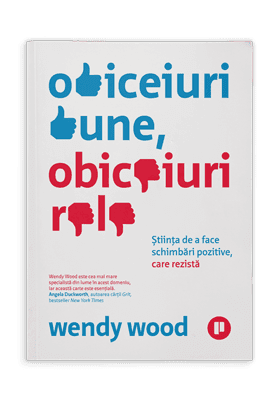 obiceiuri
bune,
obiceiuri
rele
Știința de a face
schimbări pozitive,
care rezistă
Wendy Wood este cea mai mare
specialistă din lume în acest domeniu,
iar această carte este esențială.
Angela Duckworth, autoarea cărții Grit,
bestseller New York Times
wendy wood
p